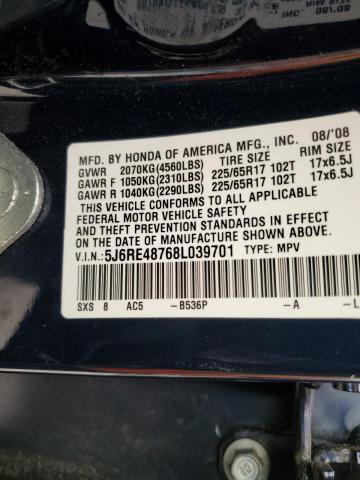 MFD. BY HONDA OF AMERICA MFG., INC. 08/'08
GVWR 2070KG(4560LBS) TIRE SIZE RIM SIZE
GAWR F 1050KG(2310LBS) 225/65R17 102T 17x6.5J
GAWR R 1040KG(2290LBS) 225/65R17 102T 17x6.5J
THIS VEHICLE CONFORMS TO ALL APPLICABLE
FEDERAL MOTOR VEHICLE SAFETY
AND THEFT PREVENTION STANDARDS IN EFFECT
ON THE DATE OF MANUFACTURE SHOWN ABOVE.
V.I.N.: 5J6RE48768L039701 TYPE: MPV
SXS 8 AC5 -B536P -A -L
10